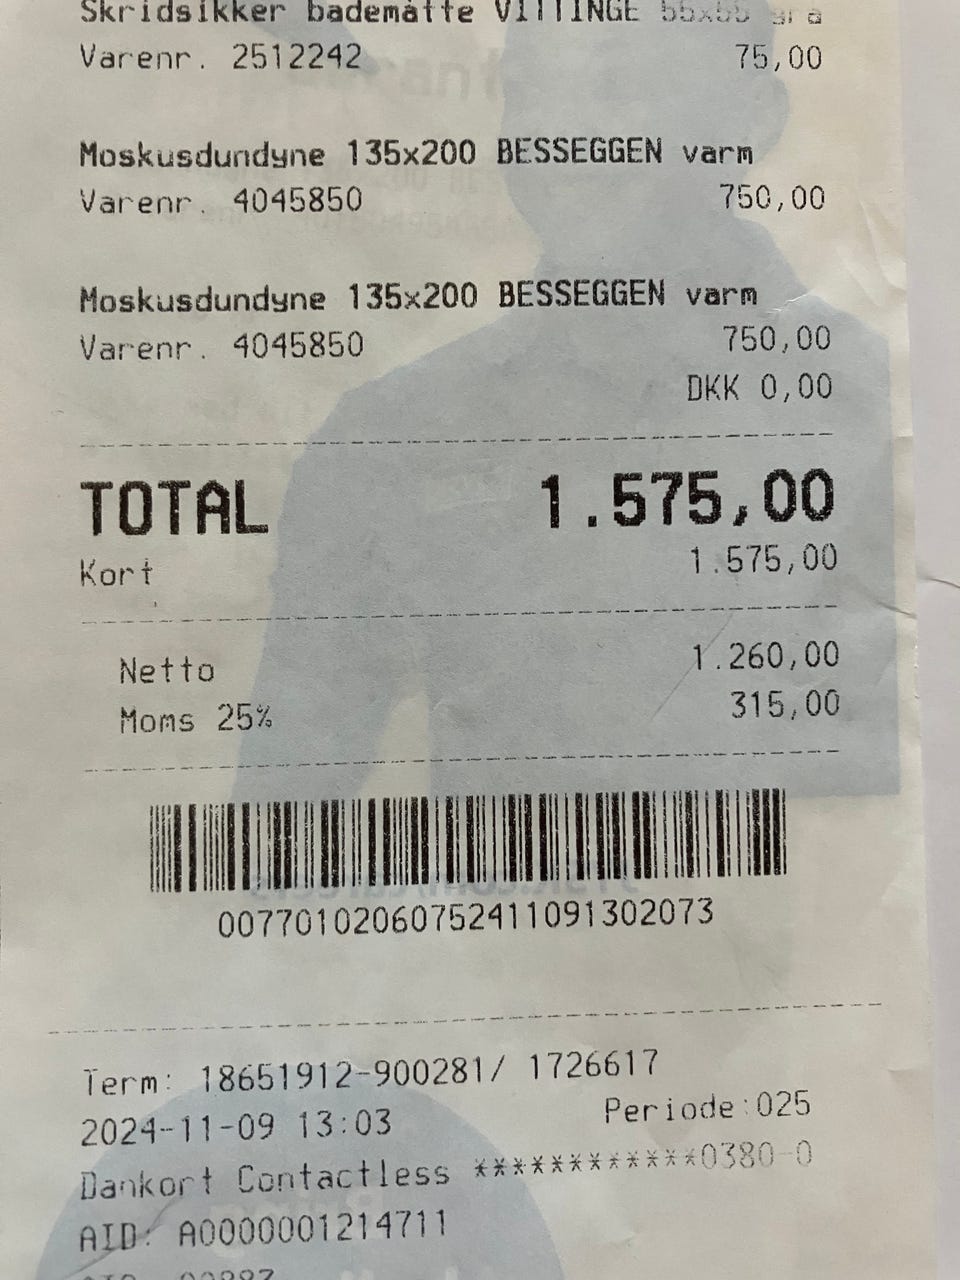 Skridsikker bademåtte VITTINGE 55x55 grå
Varenr. 2512242 75,00
Moskusdundyne 135x200 BESSEGGEN varm
Varenr. 4045850 750,00
Moskusdundyne 135x200 BESSEGGEN varm
Varenr. 4045850 750,00
DKK 0,00
TOTAL 1.575,00
Kort 1.575,00
Netto 1.260,00
Moms 25% 315,00
00770102060752411091302073
Term: 18651912-900281/ 1726617
2024-11-09 13:03 Periode:025
Dankort Contactless ************0380-0
AID: A0000001214711